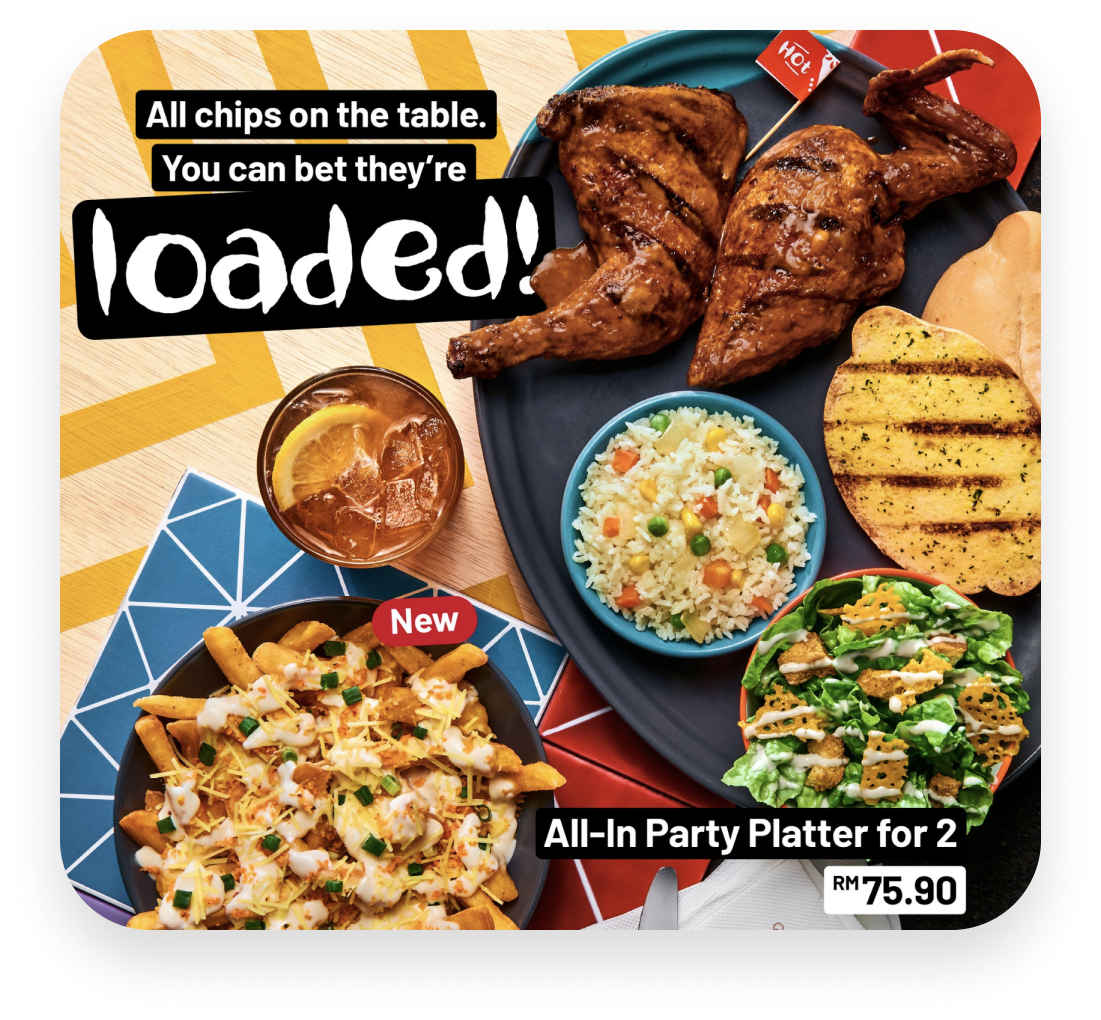 All chips on the table.
You can bet they’re
loaded!
HOt
New
All-In Party Platter for 2
RM75.90